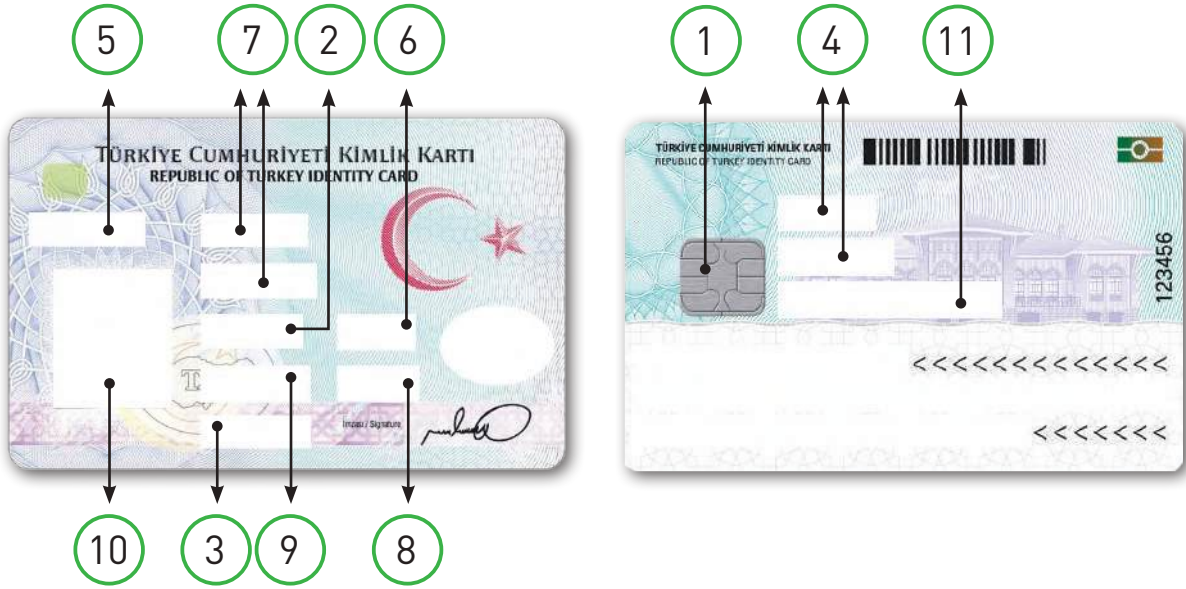 5 7 2 6 1 4 11
TÜRKİYE CUMHURİYETİ KİMLİK KARTI
REPUBLIC OF TURKEY IDENTITY CARD
T
İmzası / Signature
10 3 9 8
TÜRKİYE CUMHURİYETİ KİMLİK KARTI
REPUBLIC OF TURKEY IDENTITY CARD
123456
<<<<<<<<<<<<<
<<<<<<<